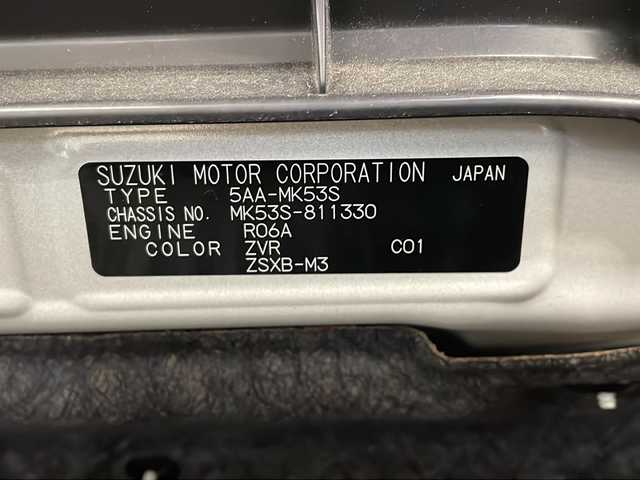 SUZUKI MOTOR CORPORATION JAPAN
TYPE 5AA-MK53S
CHASSIS NO. MK53S-811330
ENGINE R06A
COLOR ZVR C01
ZSXB-M3